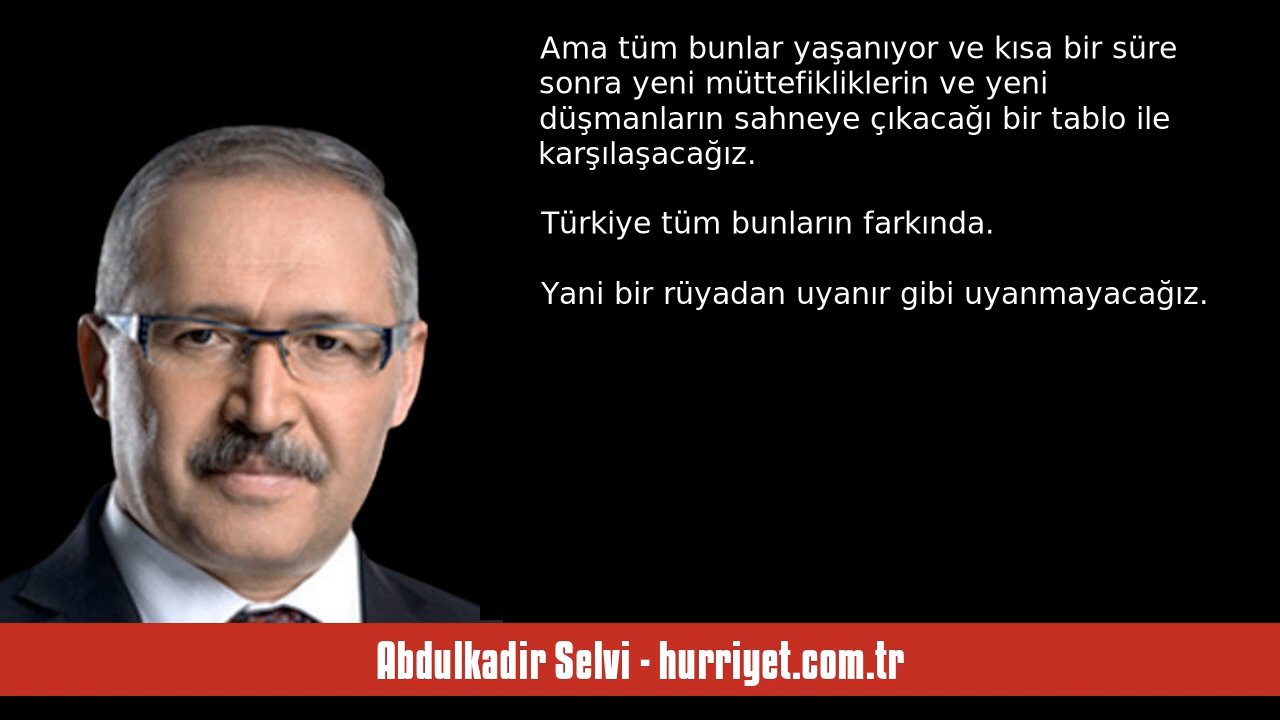 Ama tüm bunlar yaşanıyor ve kısa bir süre
sonra yeni müttefikliklerin ve yeni
düşmanların sahneye çıkacağı bir tablo ile
karşılaşacağız.
Türkiye tüm bunların farkında.
Yani bir rüyadan uyanır gibi uyanmayacağız.
Abdulkadir Selvi - hurriyet.com.tr